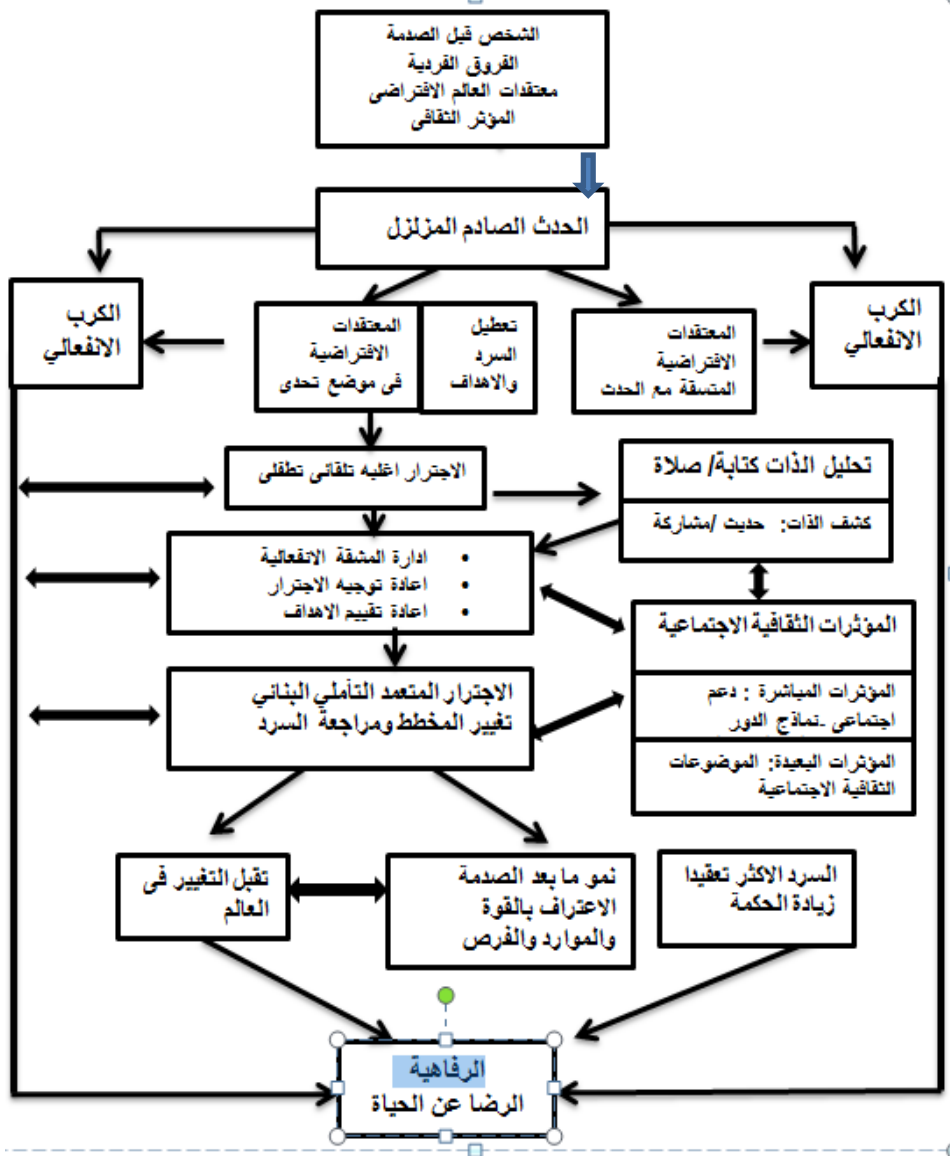 الشخص قبل الصدمة
الفروق الفردية
معتقدات العالم الافتراضى
المؤثر الثقافى
الحدث الصادم المزلزل
الكرب
الانفعالي
المعتقدات
الافتراضية
المتسقة مع الحدث
تعطيل
السرد
والاهداف
المعتقدات
الافتراضية
فى موضع تحدى
الكرب
الانفعالي
الاجترار اغلبه تلقائى تطفلى
تحليل الذات كتابة/ صلاة
كشف الذات: حديث /مشاركة
• ادارة المشقة الانفعالية
• اعادة توجيه الاجترار
• اعادة تقييم الاهداف
المؤثرات الثقافية الاجتماعية
المؤثرات المباشرة : دعم
اجتماعى -نماذج الدور
المؤثرات البعيدة: الموضوعات
الثقافية الاجتماعية
الاجترار المتعمد التأملي البنائي
تغيير المخطط ومراجعة السرد
السرد الاكثر تعقيدا
زيادة الحكمة
نمو ما بعد الصدمة
الاعتراف بالقوة
والموارد والفرص
تقبل التغيير فى
العالم
الرفاهية
الرضا عن الحياة